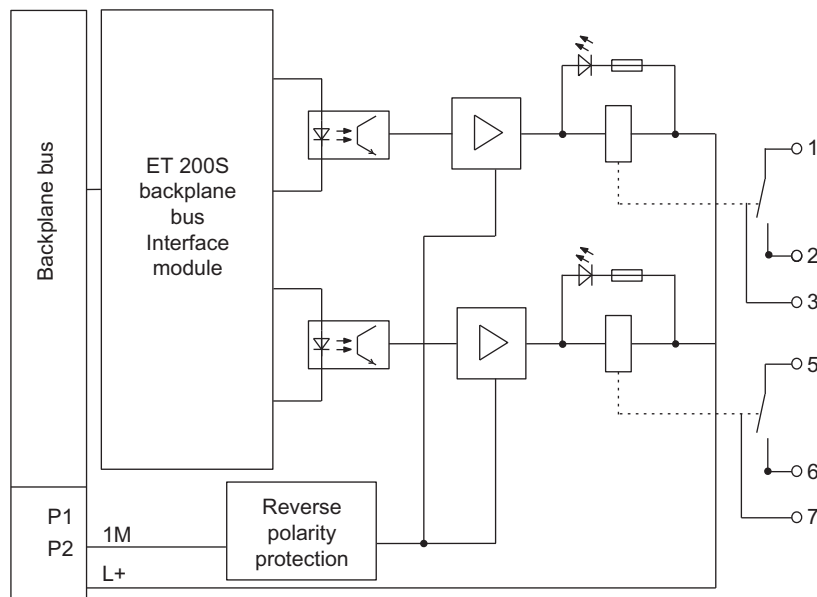 Backplane bus
ET 200S
backplane
bus
Interface
module
1
2
3
5
6
7
Reverse
polarity
protection
P1
P2
1M
L+